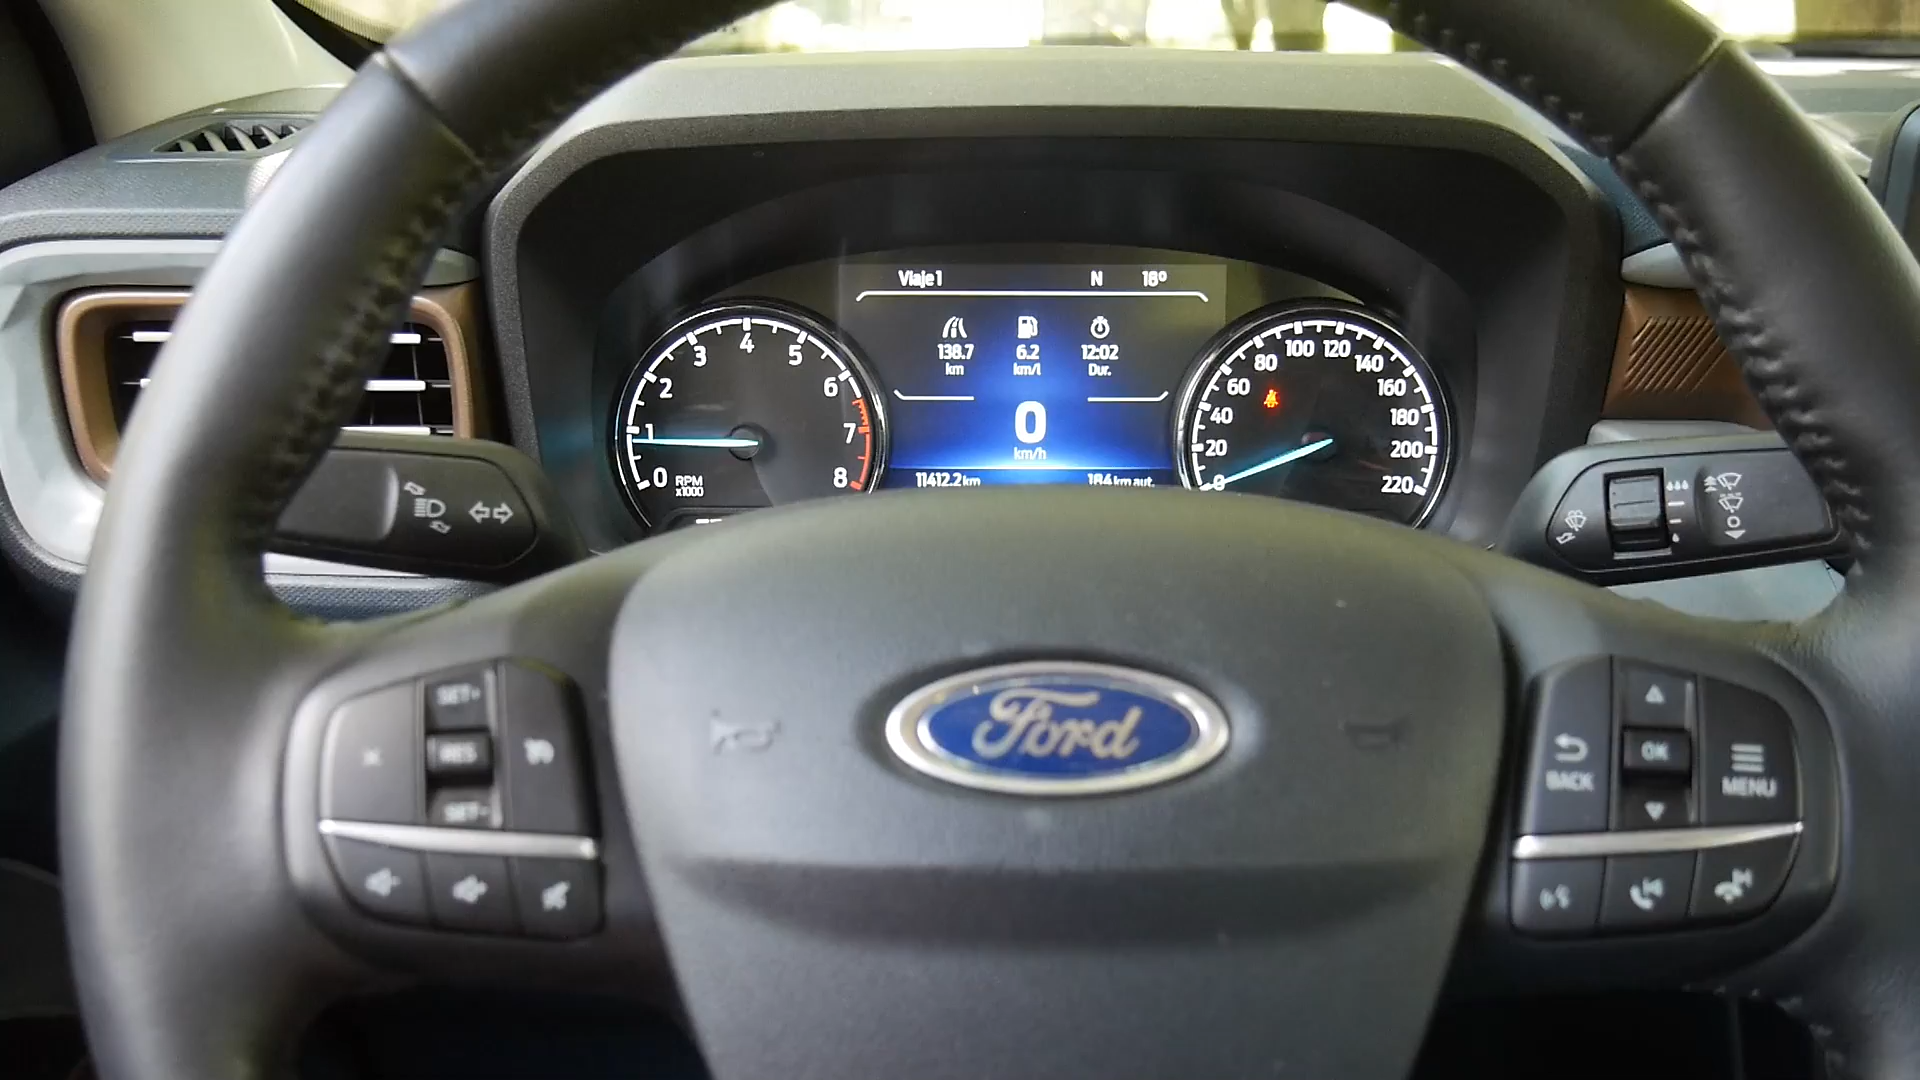 Viaje 1 N 18°
138.7 6.2 12:02
km km/l Dur.
0
km/h
11412.2 km 184 km aut.
0 1 2 3 4 5 6 7 8
RPM
x1000
0 20 40 60 80 100 120 140 160 180 200 220
SET+
RES
SET-
Ford
OK
BACK
MENU